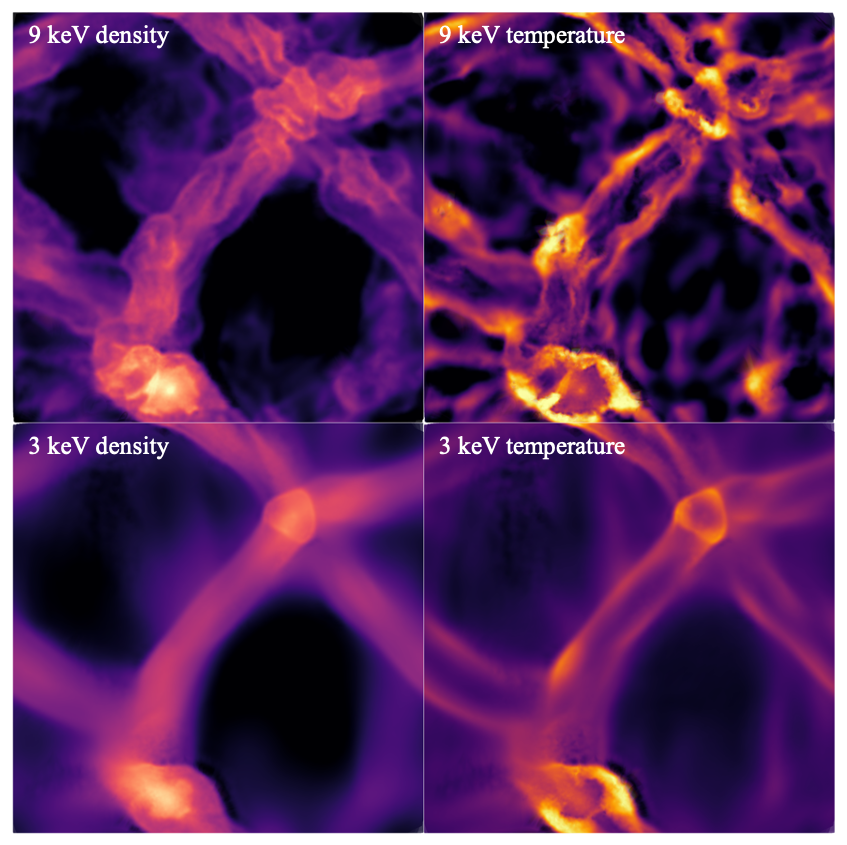 9 keV density
9 keV temperature
3 keV density
3 keV temperature